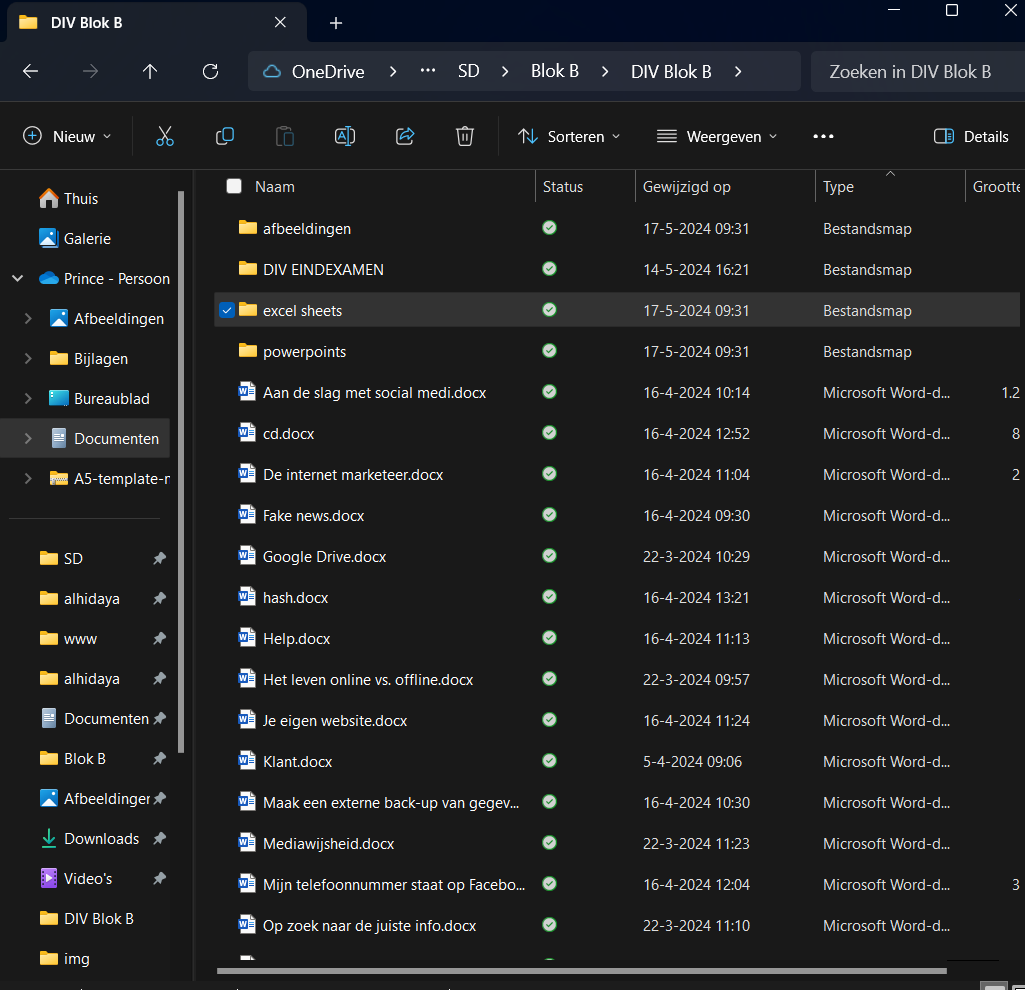 DIV Blok B
OneDrive > ... SD > Blok B > DIV Blok B >
Zoeken in DIV Blok B
Nieuw
Sorteren
Weergeven
Details
Thuis
Galerie
Prince - Persoon
Afbeeldingen
Bijlagen
Bureaublad
Documenten
A5-template-r
SD
alhidaya
www
alhidaya
Documenten
Blok B
Afbeeldinger
Downloads
Video's
DIV Blok B
img
Naam Status Gewijzigd op Type Grootte
afbeeldingen 17-5-2024 09:31 Bestandsmap
DIV EINDEXAMEN 14-5-2024 16:21 Bestandsmap
excel sheets 17-5-2024 09:31 Bestandsmap
powerpoints 17-5-2024 09:31 Bestandsmap
Aan de slag met social medi.docx 16-4-2024 10:14 Microsoft Word-d... 1.2
cd.docx 16-4-2024 12:52 Microsoft Word-d... 8
De internet marketeer.docx 16-4-2024 11:04 Microsoft Word-d... 2
Fake news.docx 16-4-2024 09:30 Microsoft Word-d...
Google Drive.docx 22-3-2024 10:29 Microsoft Word-d...
hash.docx 16-4-2024 13:21 Microsoft Word-d...
Help.docx 16-4-2024 11:13 Microsoft Word-d...
Het leven online vs. offline.docx 22-3-2024 09:57 Microsoft Word-d...
Je eigen website.docx 16-4-2024 11:24 Microsoft Word-d...
Klant.docx 5-4-2024 09:06 Microsoft Word-d...
Maak een externe back-up van gegev... 16-4-2024 10:30 Microsoft Word-d...
Mediawijsheid.docx 22-3-2024 11:23 Microsoft Word-d...
Mijn telefoonnummer staat op Facebo... 16-4-2024 12:04 Microsoft Word-d... 3
Op zoek naar de juiste info.docx 22-3-2024 11:10 Microsoft Word-d...